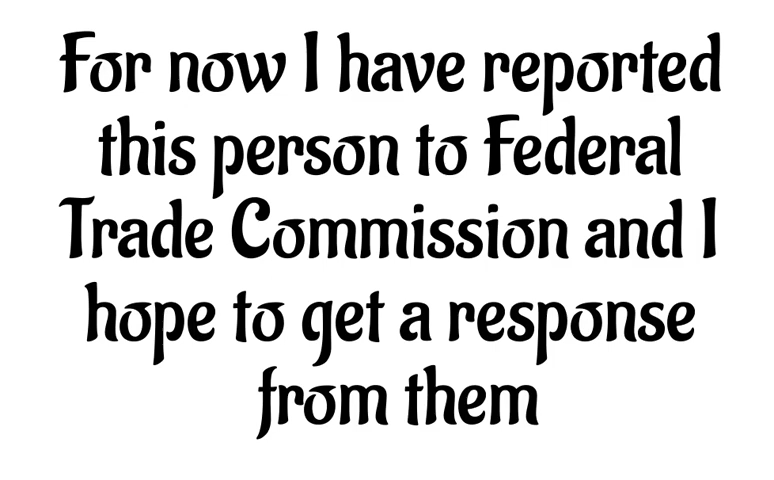 For now I have reported
this person to Federal
Trade Commission and I
hope to get a response
from them